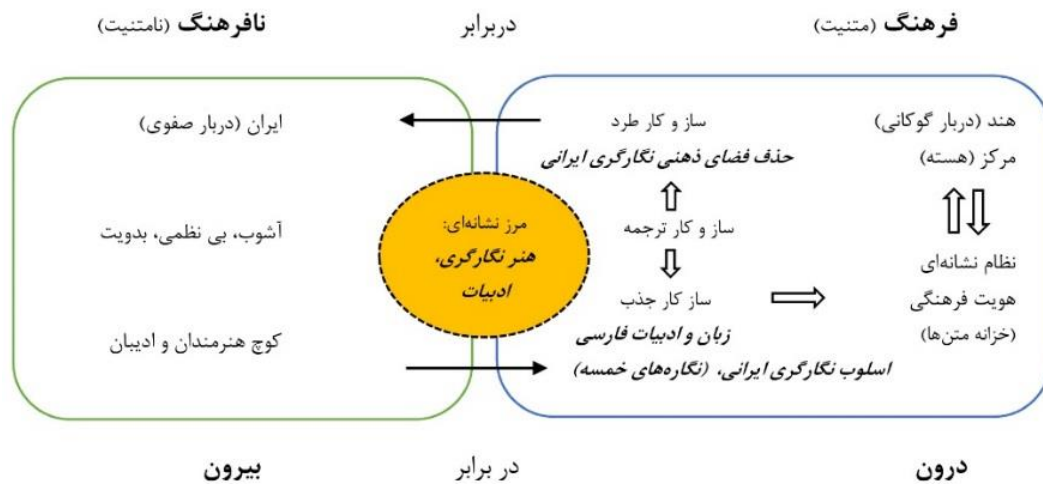 فرهنگ (متنیت)
دربرابر
نافرهنگ (نامتنیت)
هند (دربار گوکانی)
مرکز (هسته)
نظام نشانه‌ای
هویت فرهنگی
(خزانه متن‌ها)
ساز و کار طرد
حذف فضای ذهنی نگارگری ایرانی
ساز و کار ترجمه
ساز کار جذب
زبان و ادبیات فارسی
اسلوب نگارگری ایرانی، (نگاره‌های خمسه)
مرز نشانه‌ای:
هنر نگارگری،
ادبیات
ایران (دربار صفوی)
آشوب، بی نظمی، بدویت
کوچ هنرمندان و ادیبان
درون
در برابر
بیرون